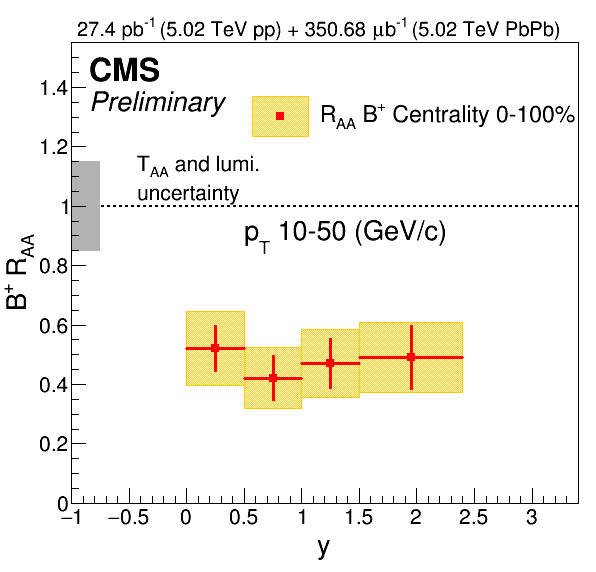 27.4 pb⁻¹ (5.02 TeV pp) + 350.68 μb⁻¹ (5.02 TeV PbPb)
CMS
Preliminary
R_AA B⁺ Centrality 0-100%
T_AA and lumi.
uncertainty
p_T 10-50 (GeV/c)
B⁺ R_AA
1.4
1.2
1
0.8
0.6
0.4
0.2
0
−1 −0.5 0 0.5 1 1.5 2 2.5 3
y